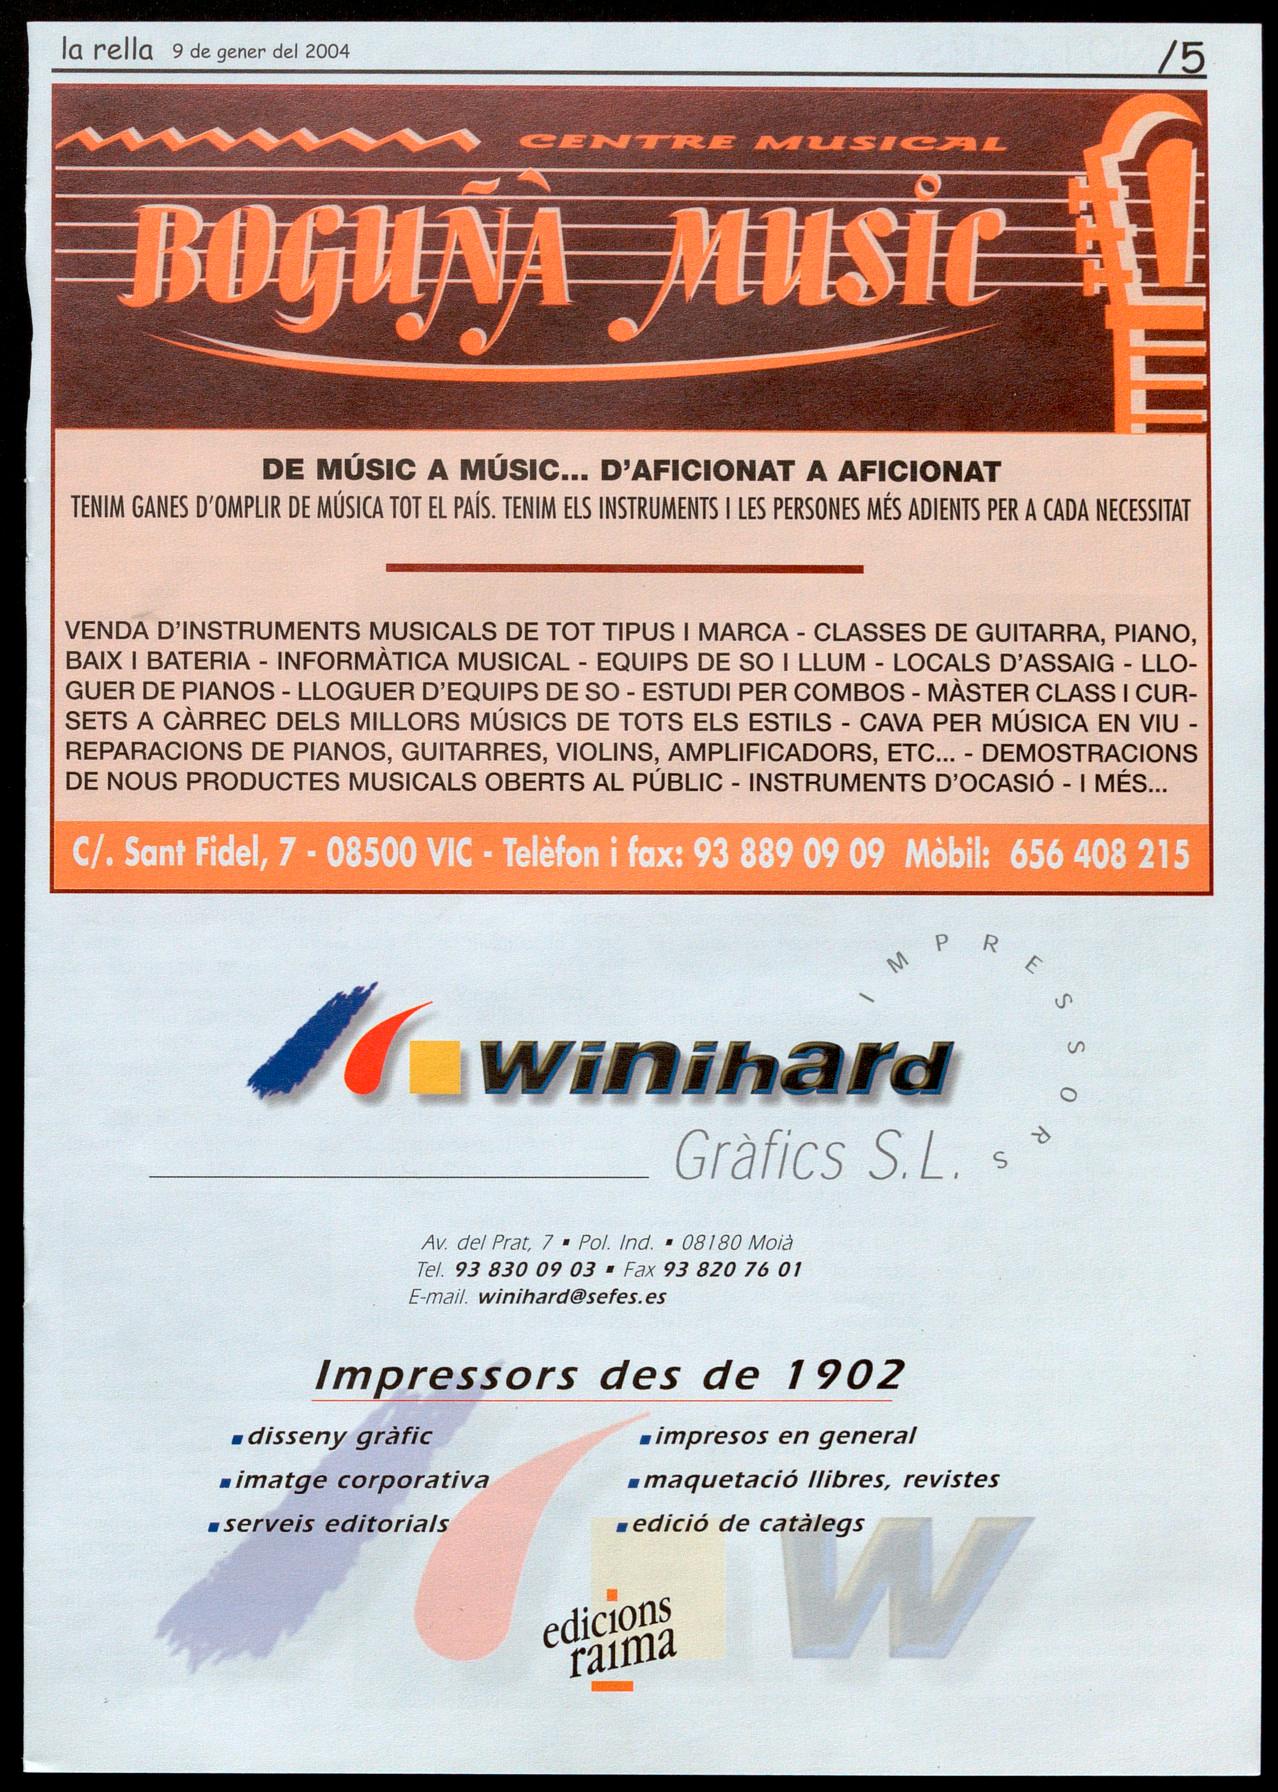 la rella 9 de gener del 2004 /5
CENTRE MUSICAL
BOGUÑÀ MUSIC
DE MÚSIC A MÚSIC... D'AFICIONAT A AFICIONAT
TENIM GANES D'OMPLIR DE MÚSICA TOT EL PAÍS. TENIM ELS INSTRUMENTS I LES PERSONES MÉS ADIENTS PER A CADA NECESSITAT
VENDA D'INSTRUMENTS MUSICALS DE TOT TIPUS I MARCA - CLASSES DE GUITARRA, PIANO,
BAIX I BATERIA - INFORMÀTICA MUSICAL - EQUIPS DE SO I LLUM - LOCALS D'ASSAIG - LLO-
GUER DE PIANOS - LLOGUER D'EQUIPS DE SO - ESTUDI PER COMBOS - MÀSTER CLASS I CUR-
SETS A CÀRREC DELS MILLORS MÚSICS DE TOTS ELS ESTILS - CAVA PER MÚSICA EN VIU -
REPARACIONS DE PIANOS, GUITARRES, VIOLINS, AMPLIFICADORS, ETC... - DEMOSTRACIONS
DE NOUS PRODUCTES MUSICALS OBERTS AL PÚBLIC - INSTRUMENTS D'OCASIÓ - I MÉS...
C/. Sant Fidel, 7 - 08500 VIC - Telèfon i fax: 93 889 09 09 Mòbil: 656 408 215
IMPRESSORS
Winihard
Gràfics S.L.
Av. del Prat, 7 ▪ Pol. Ind. ▪ 08180 Moià
Tel. 93 830 09 03 ▪ Fax 93 820 76 01
E-mail. winihard@sefes.es
Impressors des de 1902
▪ disseny gràfic
▪ imatge corporativa
▪ serveis editorials
▪ impresos en general
▪ maquetació llibres, revistes
▪ edició de catàlegs
W
edicions
raima